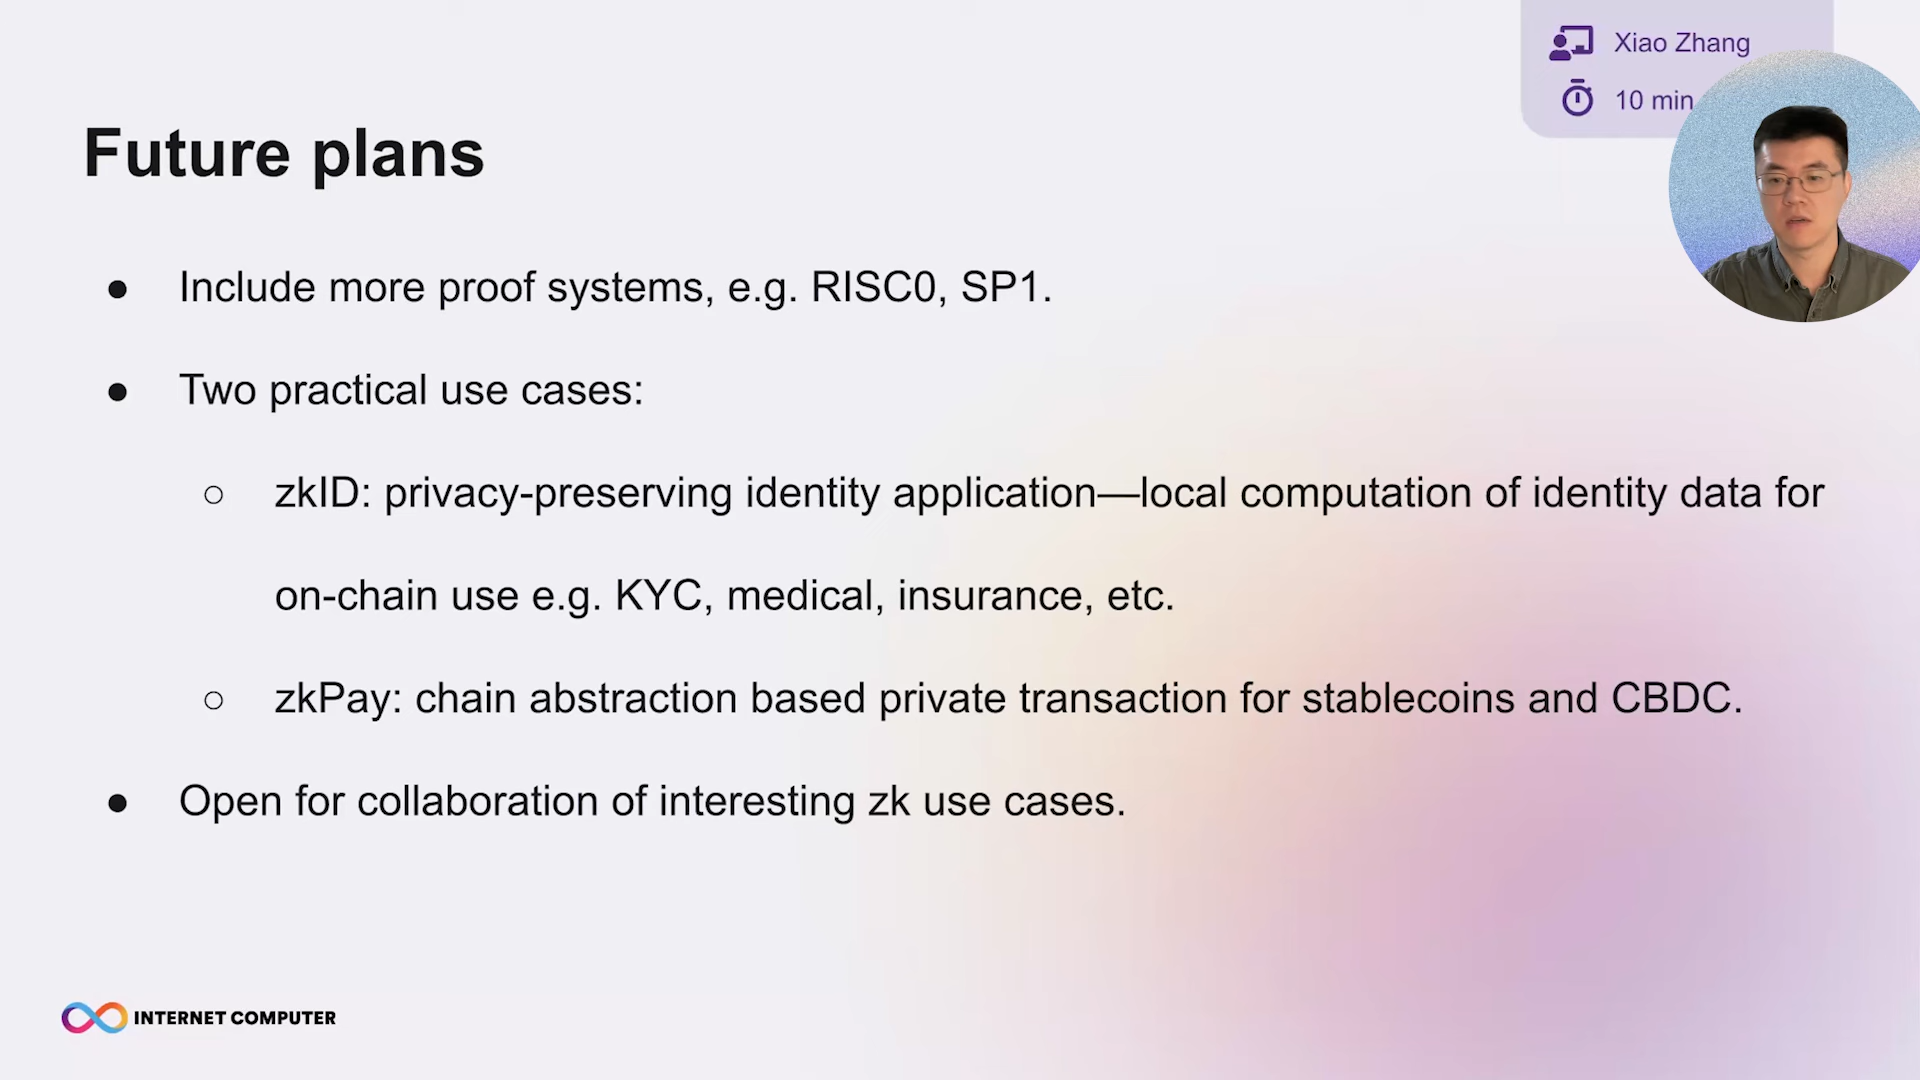 Xiao Zhang
10 min
Future plans
● Include more proof systems, e.g. RISC0, SP1.
● Two practical use cases:
○ zkID: privacy-preserving identity application—local computation of identity data for
on-chain use e.g. KYC, medical, insurance, etc.
○ zkPay: chain abstraction based private transaction for stablecoins and CBDC.
● Open for collaboration of interesting zk use cases.
INTERNET COMPUTER